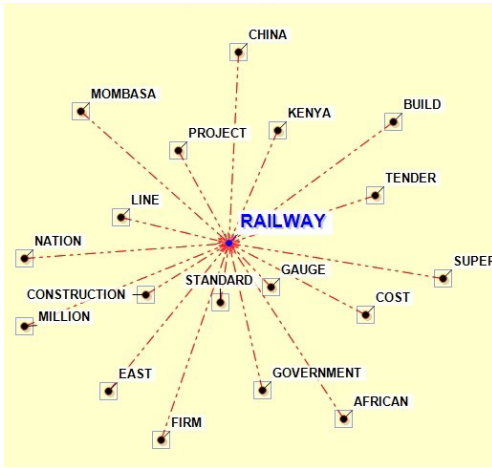 CHINA
MOMBASA
BUILD
KENYA
PROJECT
TENDER
LINE
RAILWAY
NATION
GAUGE
SUPER
STANDARD
CONSTRUCTION
COST
MILLION
EAST
GOVERNMENT
AFRICAN
FIRM